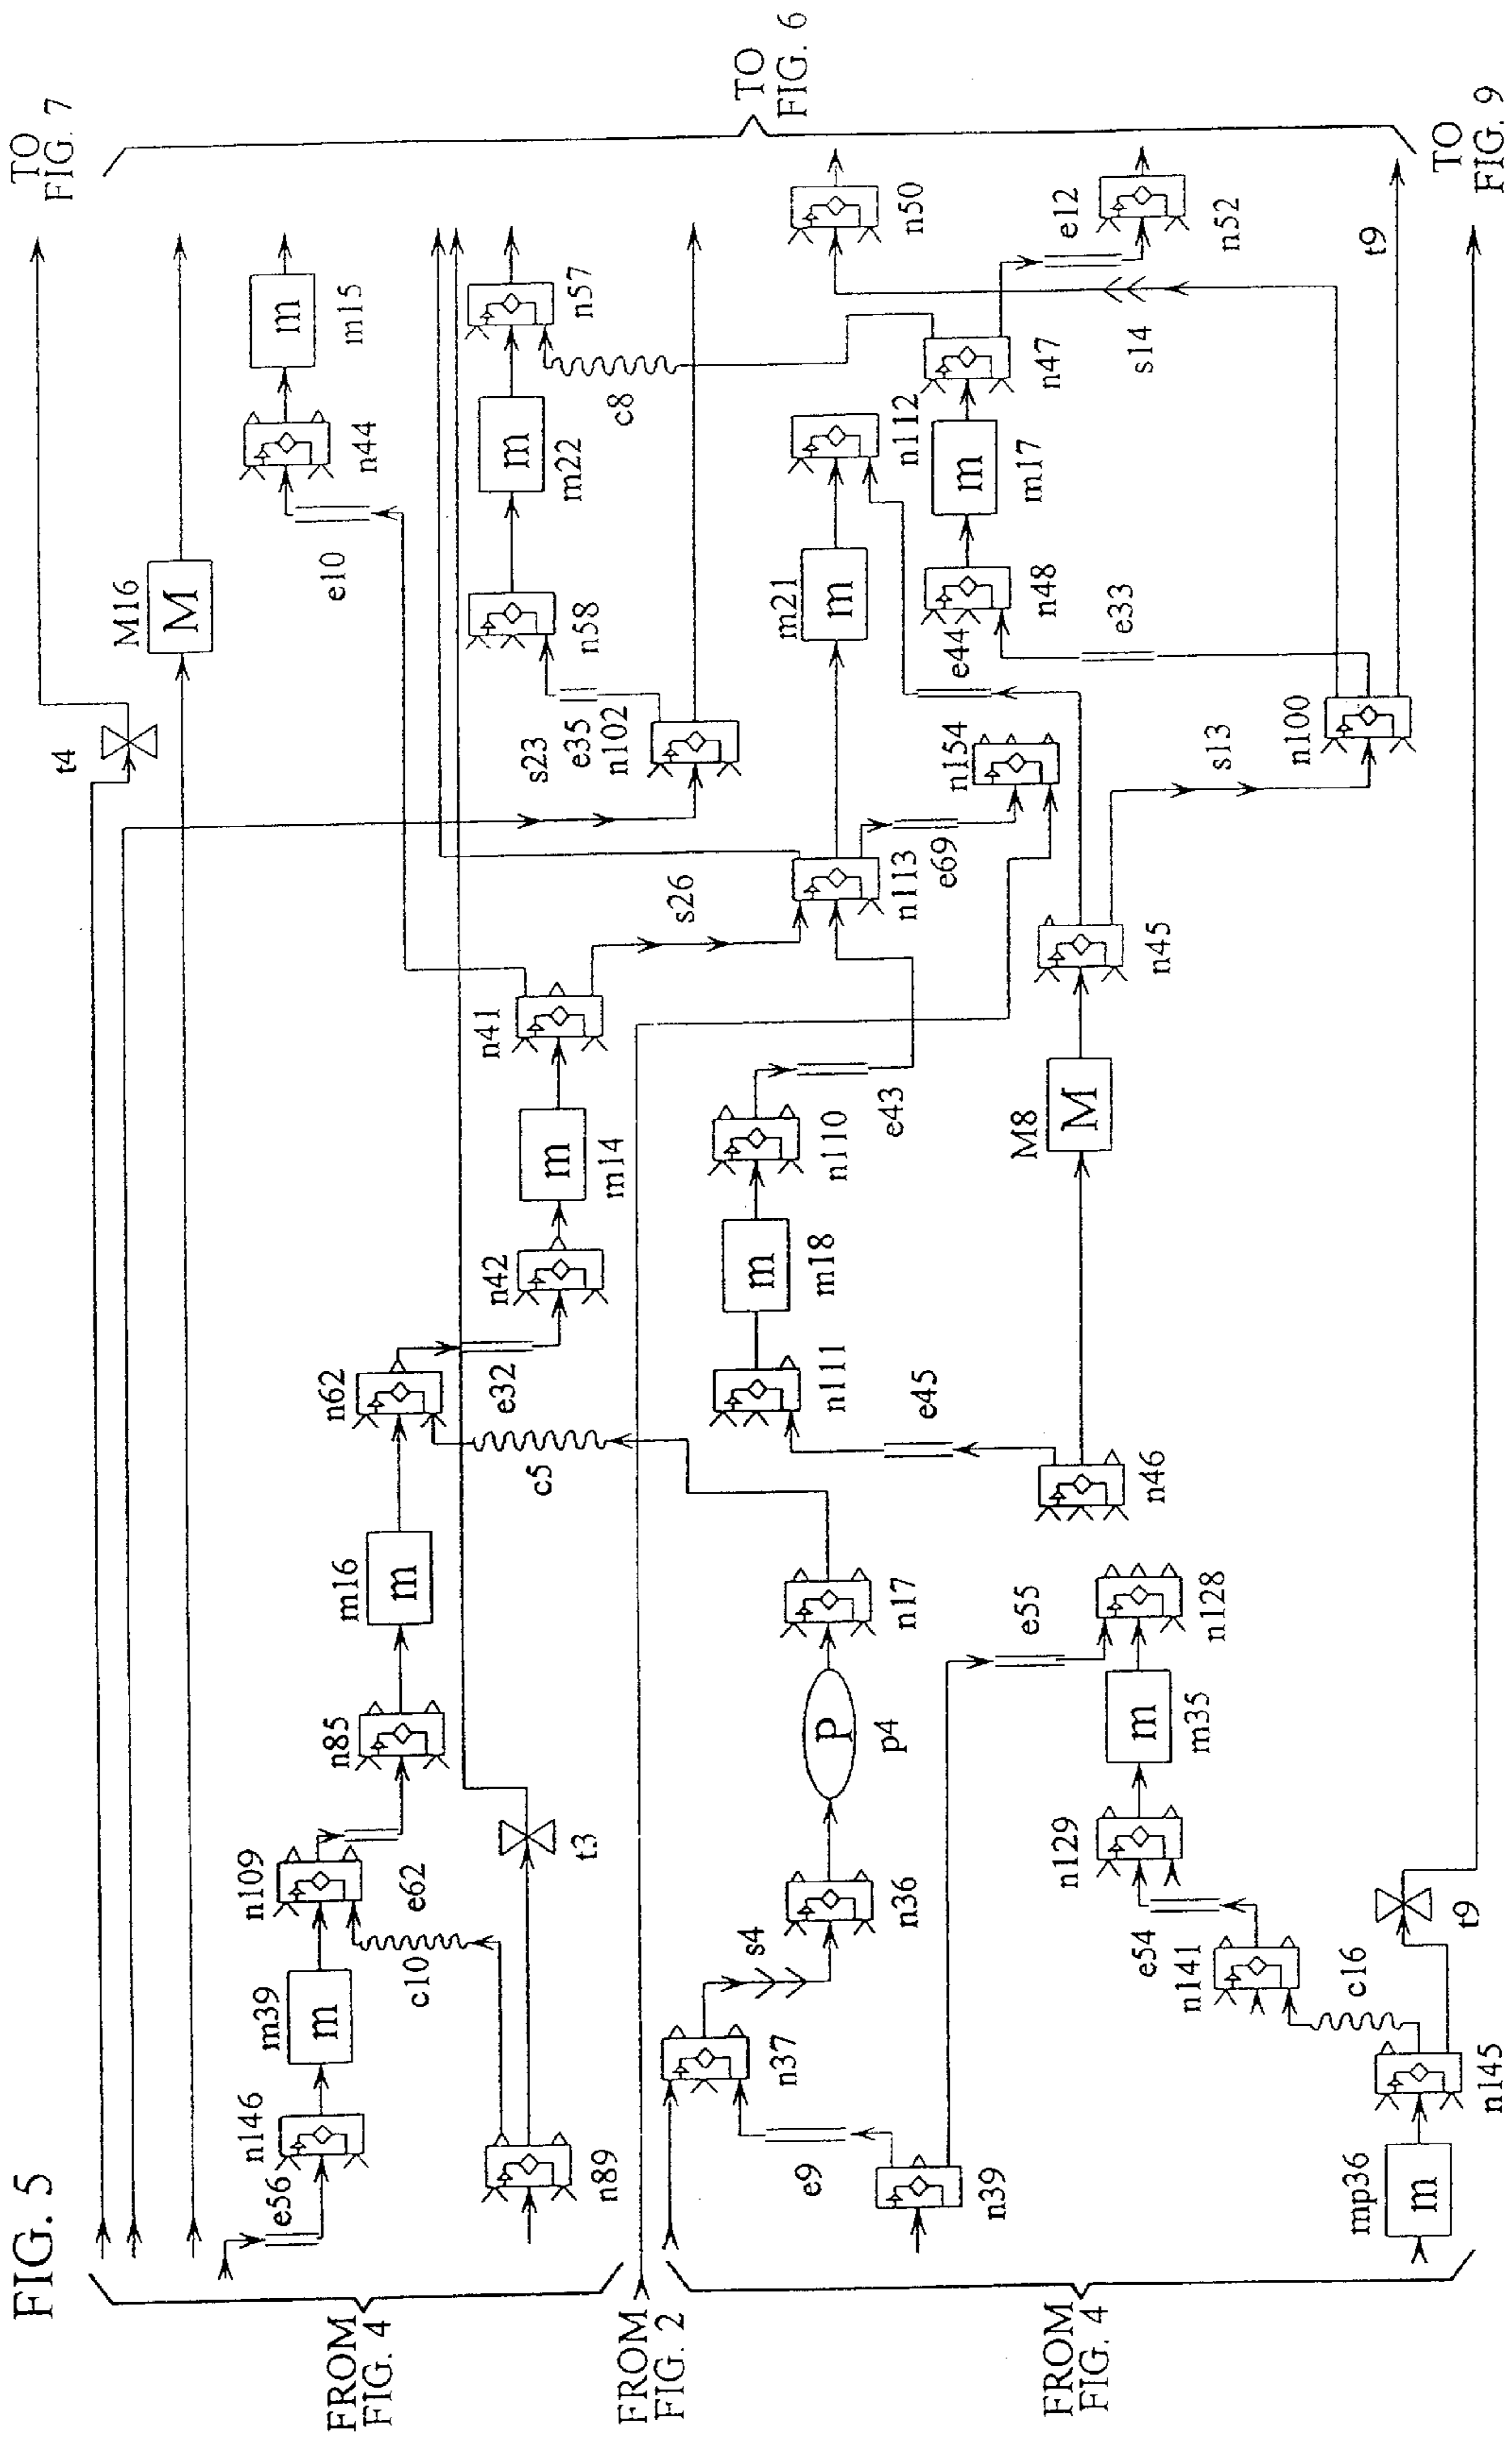 FIG. 5
TO
FIG. 7
TO
FIG. 6
TO
FIG. 9
FROM
FIG. 4
FROM
FIG. 2
FROM
FIG. 4
t4
M16
M
e56
n146
m39
m
n109
e62
c10
n85
m16
m
n62
e32
c5
n42
m14
m
n41
s26
e10
n44
m15
m
n89
t3
s23
e35
n102
n58
m22
m
n57
c8
n37
s4
n36
P
p4
n17
e9
n39
e55
n111
m18
m
n110
e43
e45
n46
M8
M
n45
n113
e69
n154
m21
m
n112
e44
n48
m17
m
n47
e33
s13
n100
s14
n50
e12
n52
t9
mp36
m
n145
c16
n141
e54
n129
m35
m
n128
t9